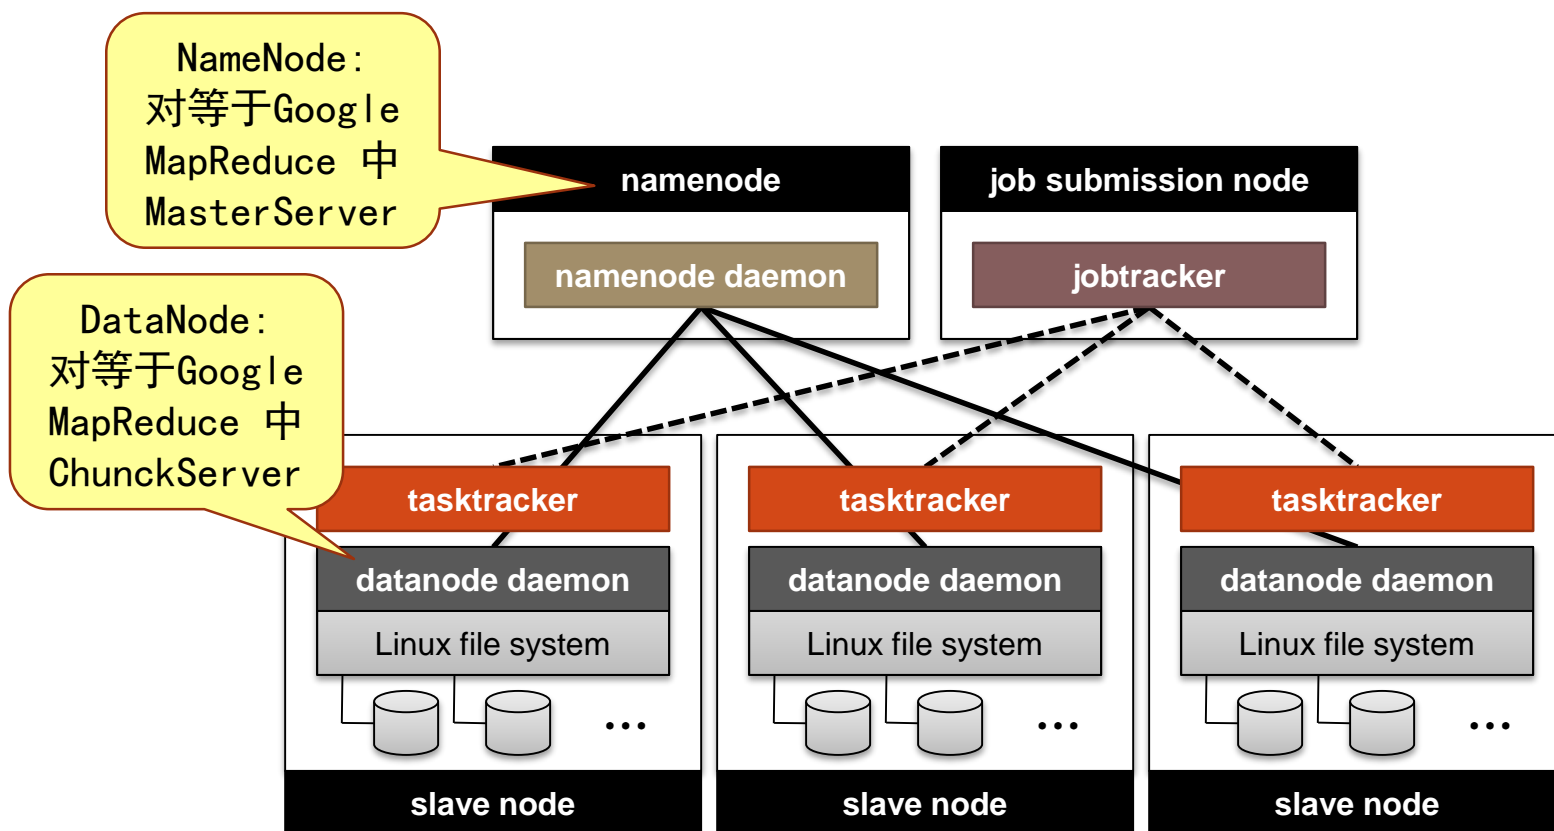 NameNode:
对等于Google
MapReduce 中
MasterServer
namenode
job submission node
namenode daemon
jobtracker
DataNode:
对等于Google
MapReduce 中
ChunckServer
tasktracker
tasktracker
tasktracker
datanode daemon
datanode daemon
datanode daemon
Linux file system
Linux file system
Linux file system
...
...
...
slave node
slave node
slave node